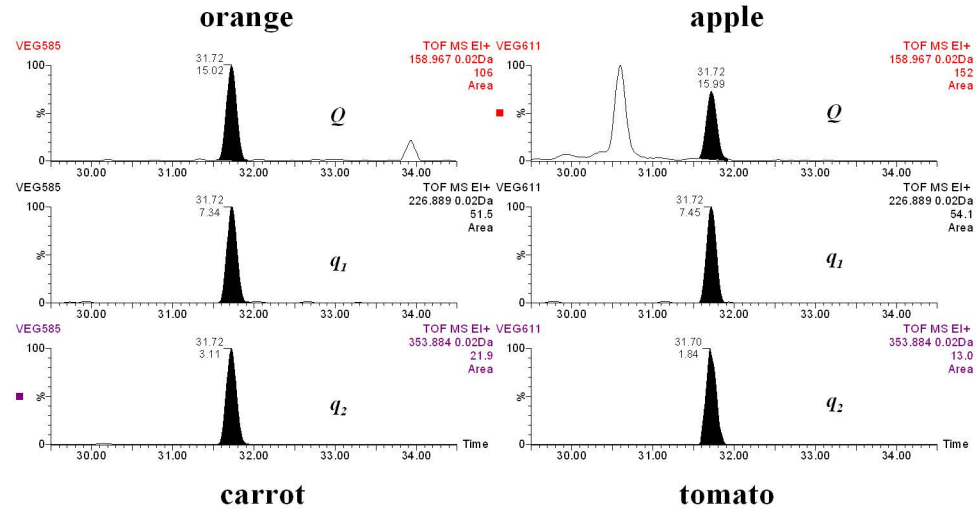 orange
apple
VEG585
TOF MS EI+
158.967 0.02Da
106
Area
31.72
15.02
100
%
0
Q
30.00 31.00 32.00 33.00 34.00
VEG611
TOF MS EI+
158.967 0.02Da
152
Area
31.72
15.99
100
%
0
Q
30.00 31.00 32.00 33.00 34.00
VEG585
TOF MS EI+
226.889 0.02Da
51.5
Area
31.72
7.34
100
%
0
q1
30.00 31.00 32.00 33.00 34.00
VEG611
TOF MS EI+
226.889 0.02Da
54.1
Area
31.72
7.45
100
%
0
q1
30.00 31.00 32.00 33.00 34.00
VEG585
TOF MS EI+
353.884 0.02Da
21.9
Area
31.72
3.11
100
%
0
q2
Time
30.00 31.00 32.00 33.00 34.00
VEG611
TOF MS EI+
353.884 0.02Da
13.0
Area
31.70
1.84
100
%
0
q2
Time
30.00 31.00 32.00 33.00 34.00
carrot
tomato